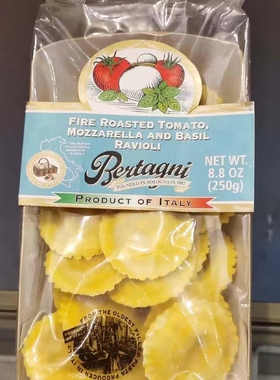 FIRE ROASTED TOMATO,
MOZZARELLA AND BASIL
RAVIOLI
Bertagni
FOUNDED IN BOLOGNA IN 1882
NET WT.
8.8 OZ
(250g)
PRODUCT OF ITALY
FROM THE OLDEST